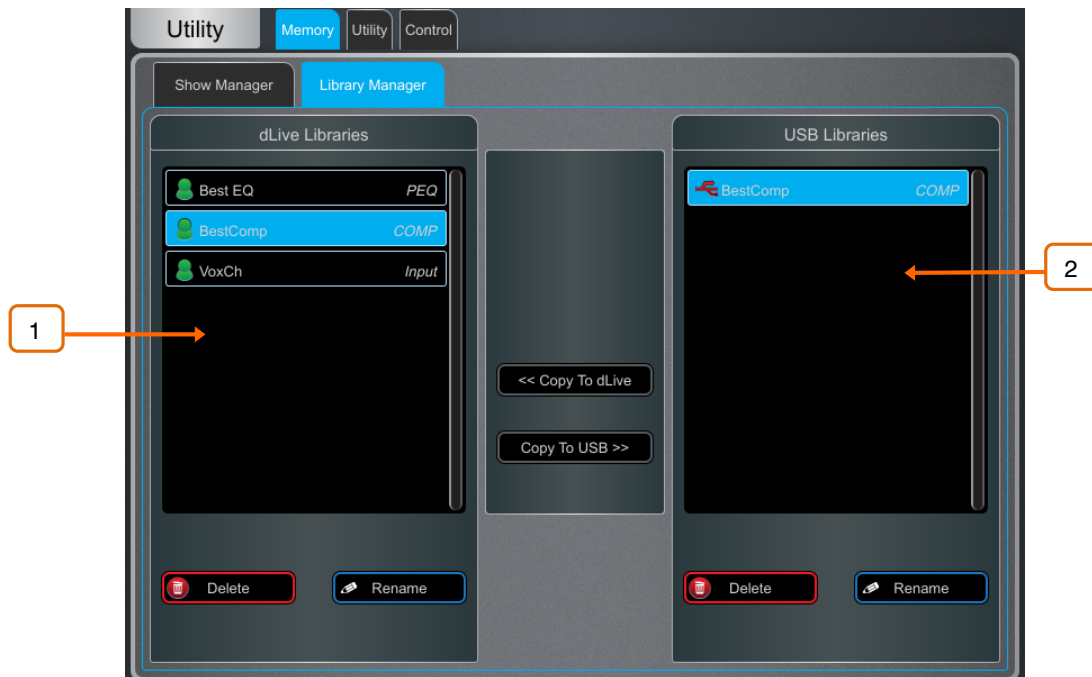 Utility
Memory
Utility
Control
Show Manager
Library Manager
dLive Libraries
USB Libraries
Best EQ PEQ
BestComp COMP
VoxCh Input
BestComp COMP
1
2
<< Copy To dLive
Copy To USB >>
Delete
Rename
Delete
Rename